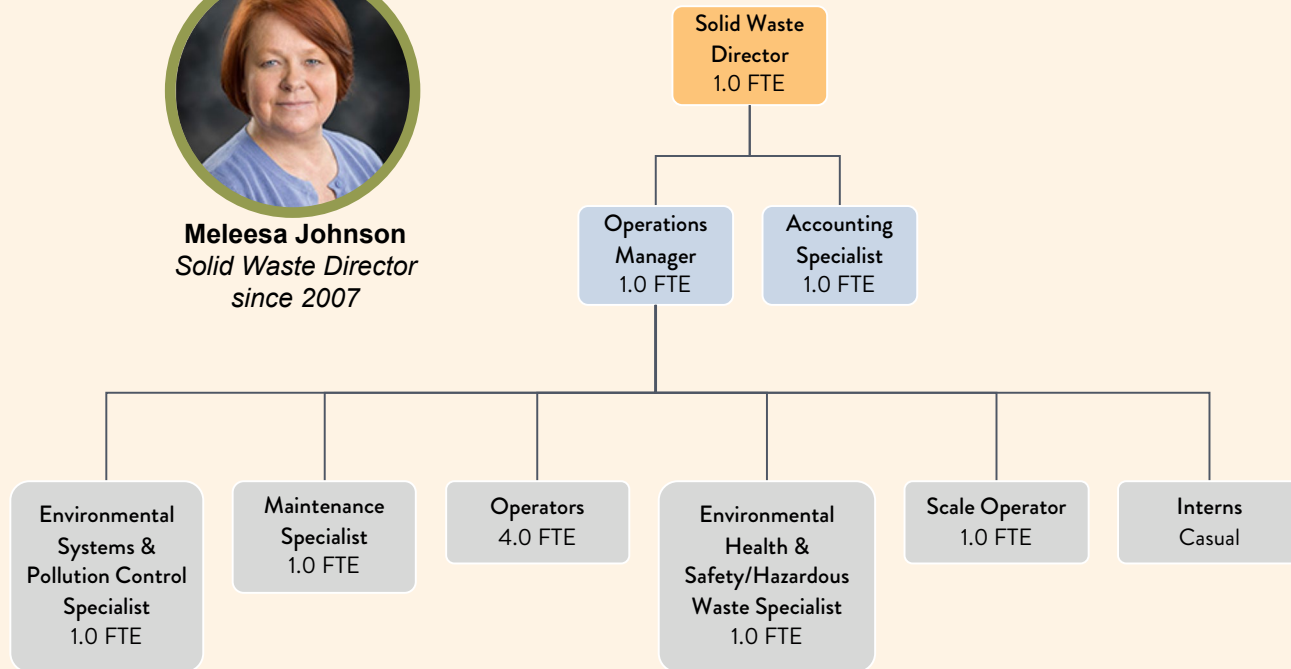 Solid Waste
Director
1.0 FTE
Meleesa Johnson
Solid Waste Director
since 2007
Operations
Manager
1.0 FTE
Accounting
Specialist
1.0 FTE
Environmental
Systems &
Pollution Control
Specialist
1.0 FTE
Maintenance
Specialist
1.0 FTE
Operators
4.0 FTE
Environmental
Health &
Safety/Hazardous
Waste Specialist
1.0 FTE
Scale Operator
1.0 FTE
Interns
Casual